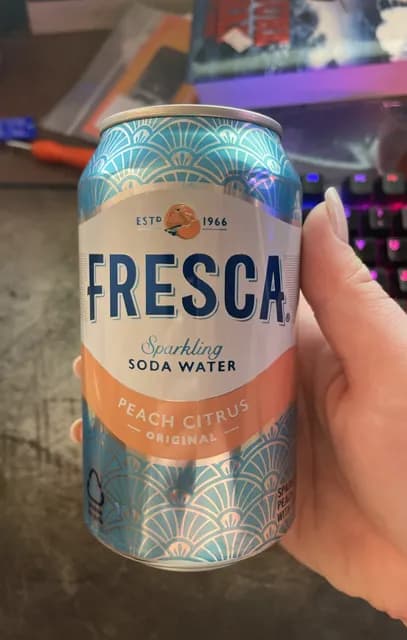 ESTD 1966
FRESCA®
Sparkling
SODA WATER
PEACH CITRUS
— ORIGINAL —